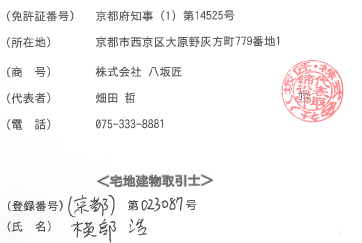 (免許証番号) 京都府知事 (1) 第14525号
(所在地) 京都市西京区大原野灰方町779番地1
(商 号) 株式会社 八坂匠
(代表者) 畑田 哲
(電 話) 075-333-8881
＜宅地建物取引士＞
(登録番号) (京都) 第023087号
(氏 名) 横部 浩